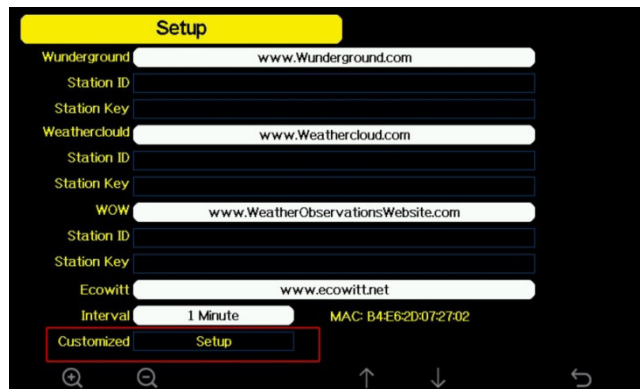 Setup
Wunderground www.Wunderground.com
Station ID
Station Key
Weatherclould www.Weathercloud.com
Station ID
Station Key
WOW www.WeatherObservationsWebsite.com
Station ID
Station Key
Ecowitt www.ecowitt.net
Interval 1 Minute MAC: B4:E6:2D:07:27:02
Customized Setup